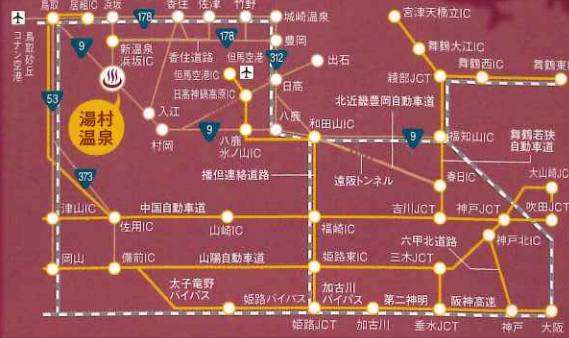 鳥取
居組IC
浜坂
178
香住
佐津
竹野
城崎温泉
宮津天橋立IC
鳥取砂丘
コナン空港
9
新温泉
浜坂IC
香住道路
178
但馬空港
豊岡
312
出石
舞鶴大江IC
舞鶴西IC
舞鶴東IC
綾部JCT
但馬空港IC
日高神鍋高原IC
日高
北近畿豊岡自動車道
53
湯村
温泉
入江
村岡
9
八鹿
氷ノ山IC
八鹿
和田山IC
9
福知山IC
舞鶴若狭
自動車道
373
播但連絡道路
遠阪トンネル
春日IC
大山崎JCT
津山IC
中国自動車道
佐用IC
山崎IC
福崎IC
吉川JCT
神戸JCT
吹田JCT
六甲北道路
神戸北IC
岡山
備前IC
山陽自動車道
姫路東IC
三木JCT
太子竜野
バイパス
姫路バイパス
加古川
バイパス
第二神明
阪神高速
姫路JCT
加古川
垂水JCT
神戸
大阪